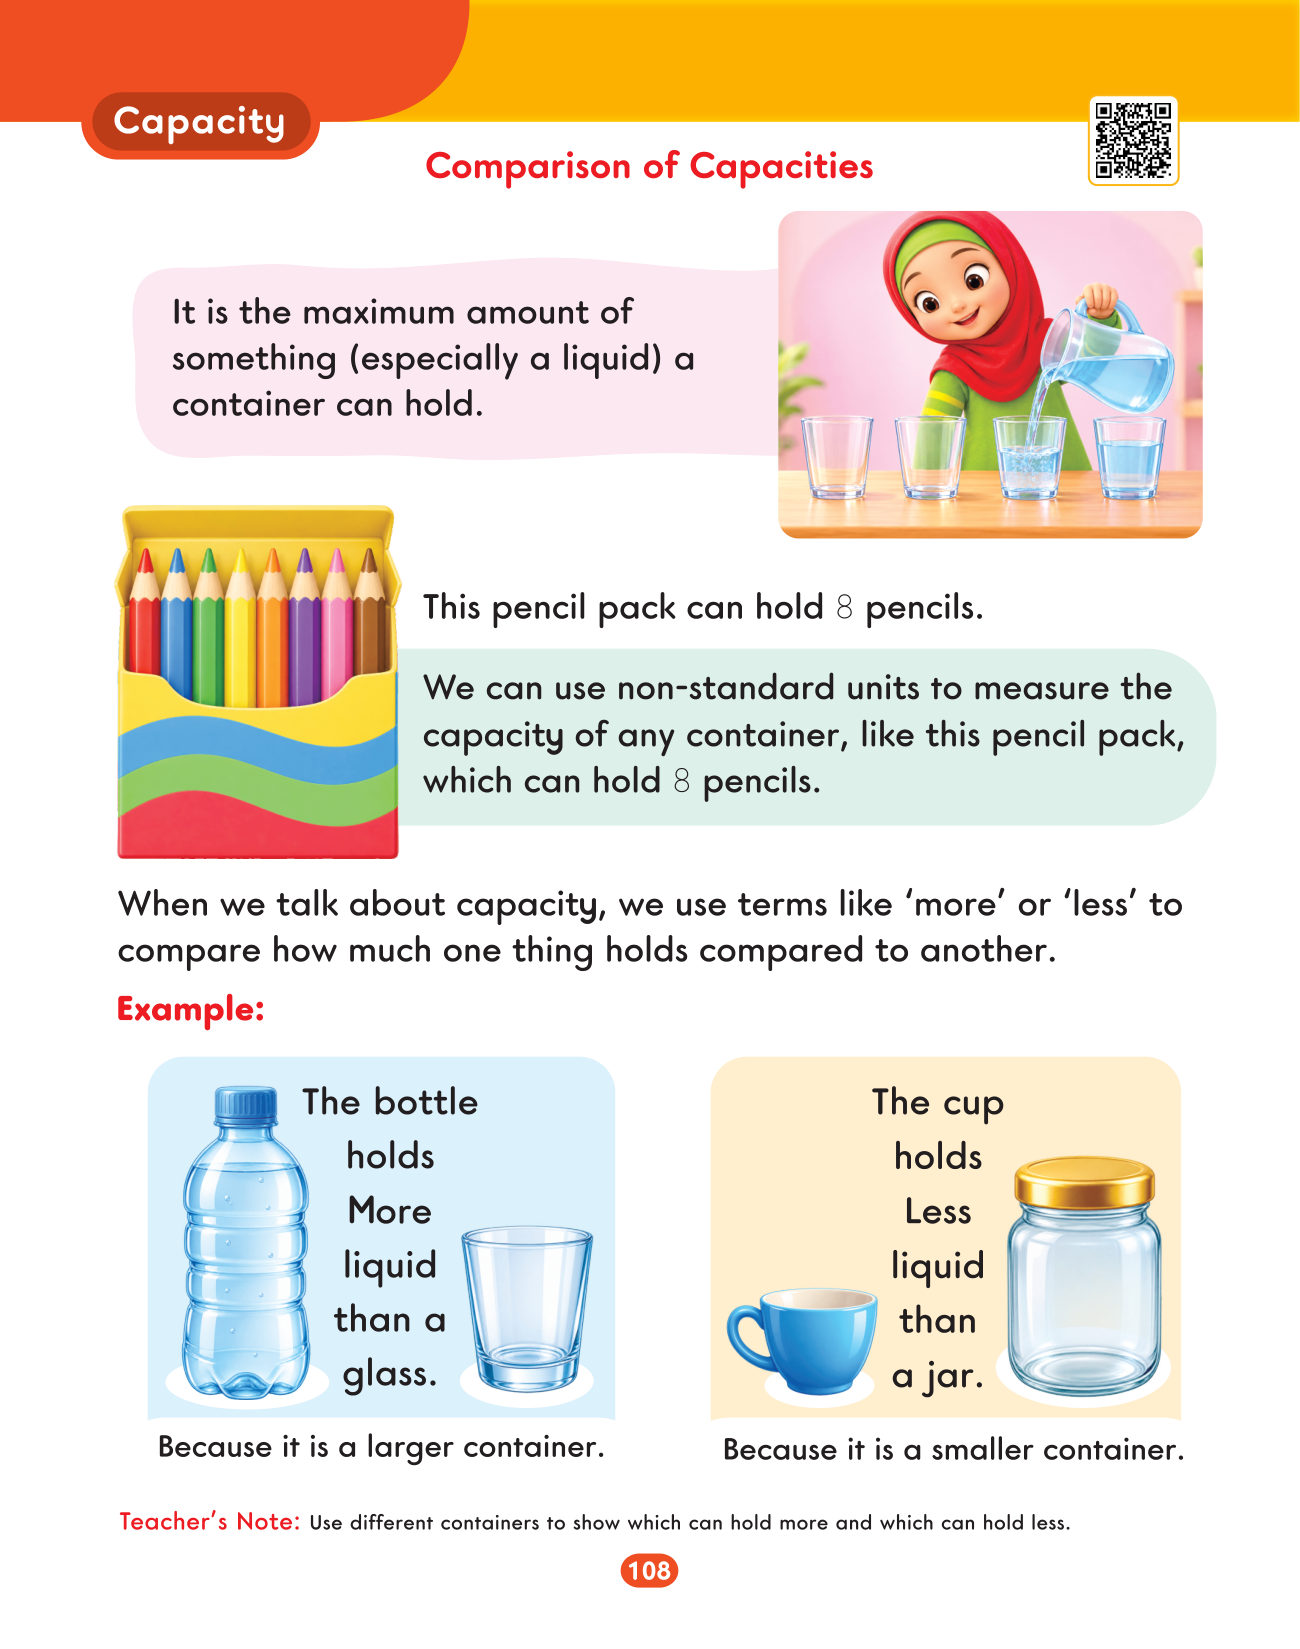 Capacity
Comparison of Capacities
It is the maximum amount of
something (especially a liquid) a
container can hold.
This pencil pack can hold 8 pencils.
We can use non-standard units to measure the
capacity of any container, like this pencil pack,
which can hold 8 pencils.
When we talk about capacity, we use terms like ‘more’ or ‘less’ to
compare how much one thing holds compared to another.
Example:
The bottle
holds
More
liquid
than a
glass.
Because it is a larger container.
The cup
holds
Less
liquid
than
a jar.
Because it is a smaller container.
Teacher’s Note: Use different containers to show which can hold more and which can hold less.
108